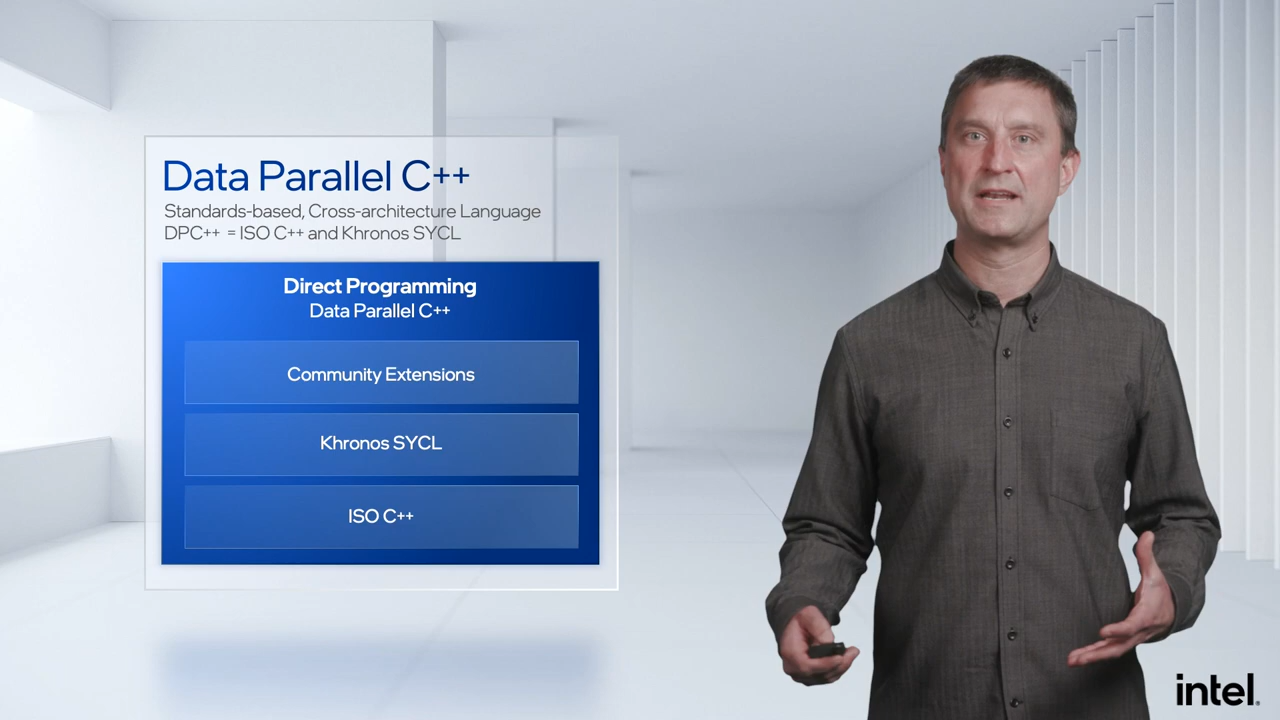 Data Parallel C++
Standards-based, Cross-architecture Language
DPC++ = ISO C++ and Khronos SYCL
Direct Programming
Data Parallel C++
Community Extensions
Khronos SYCL
ISO C++
intel.